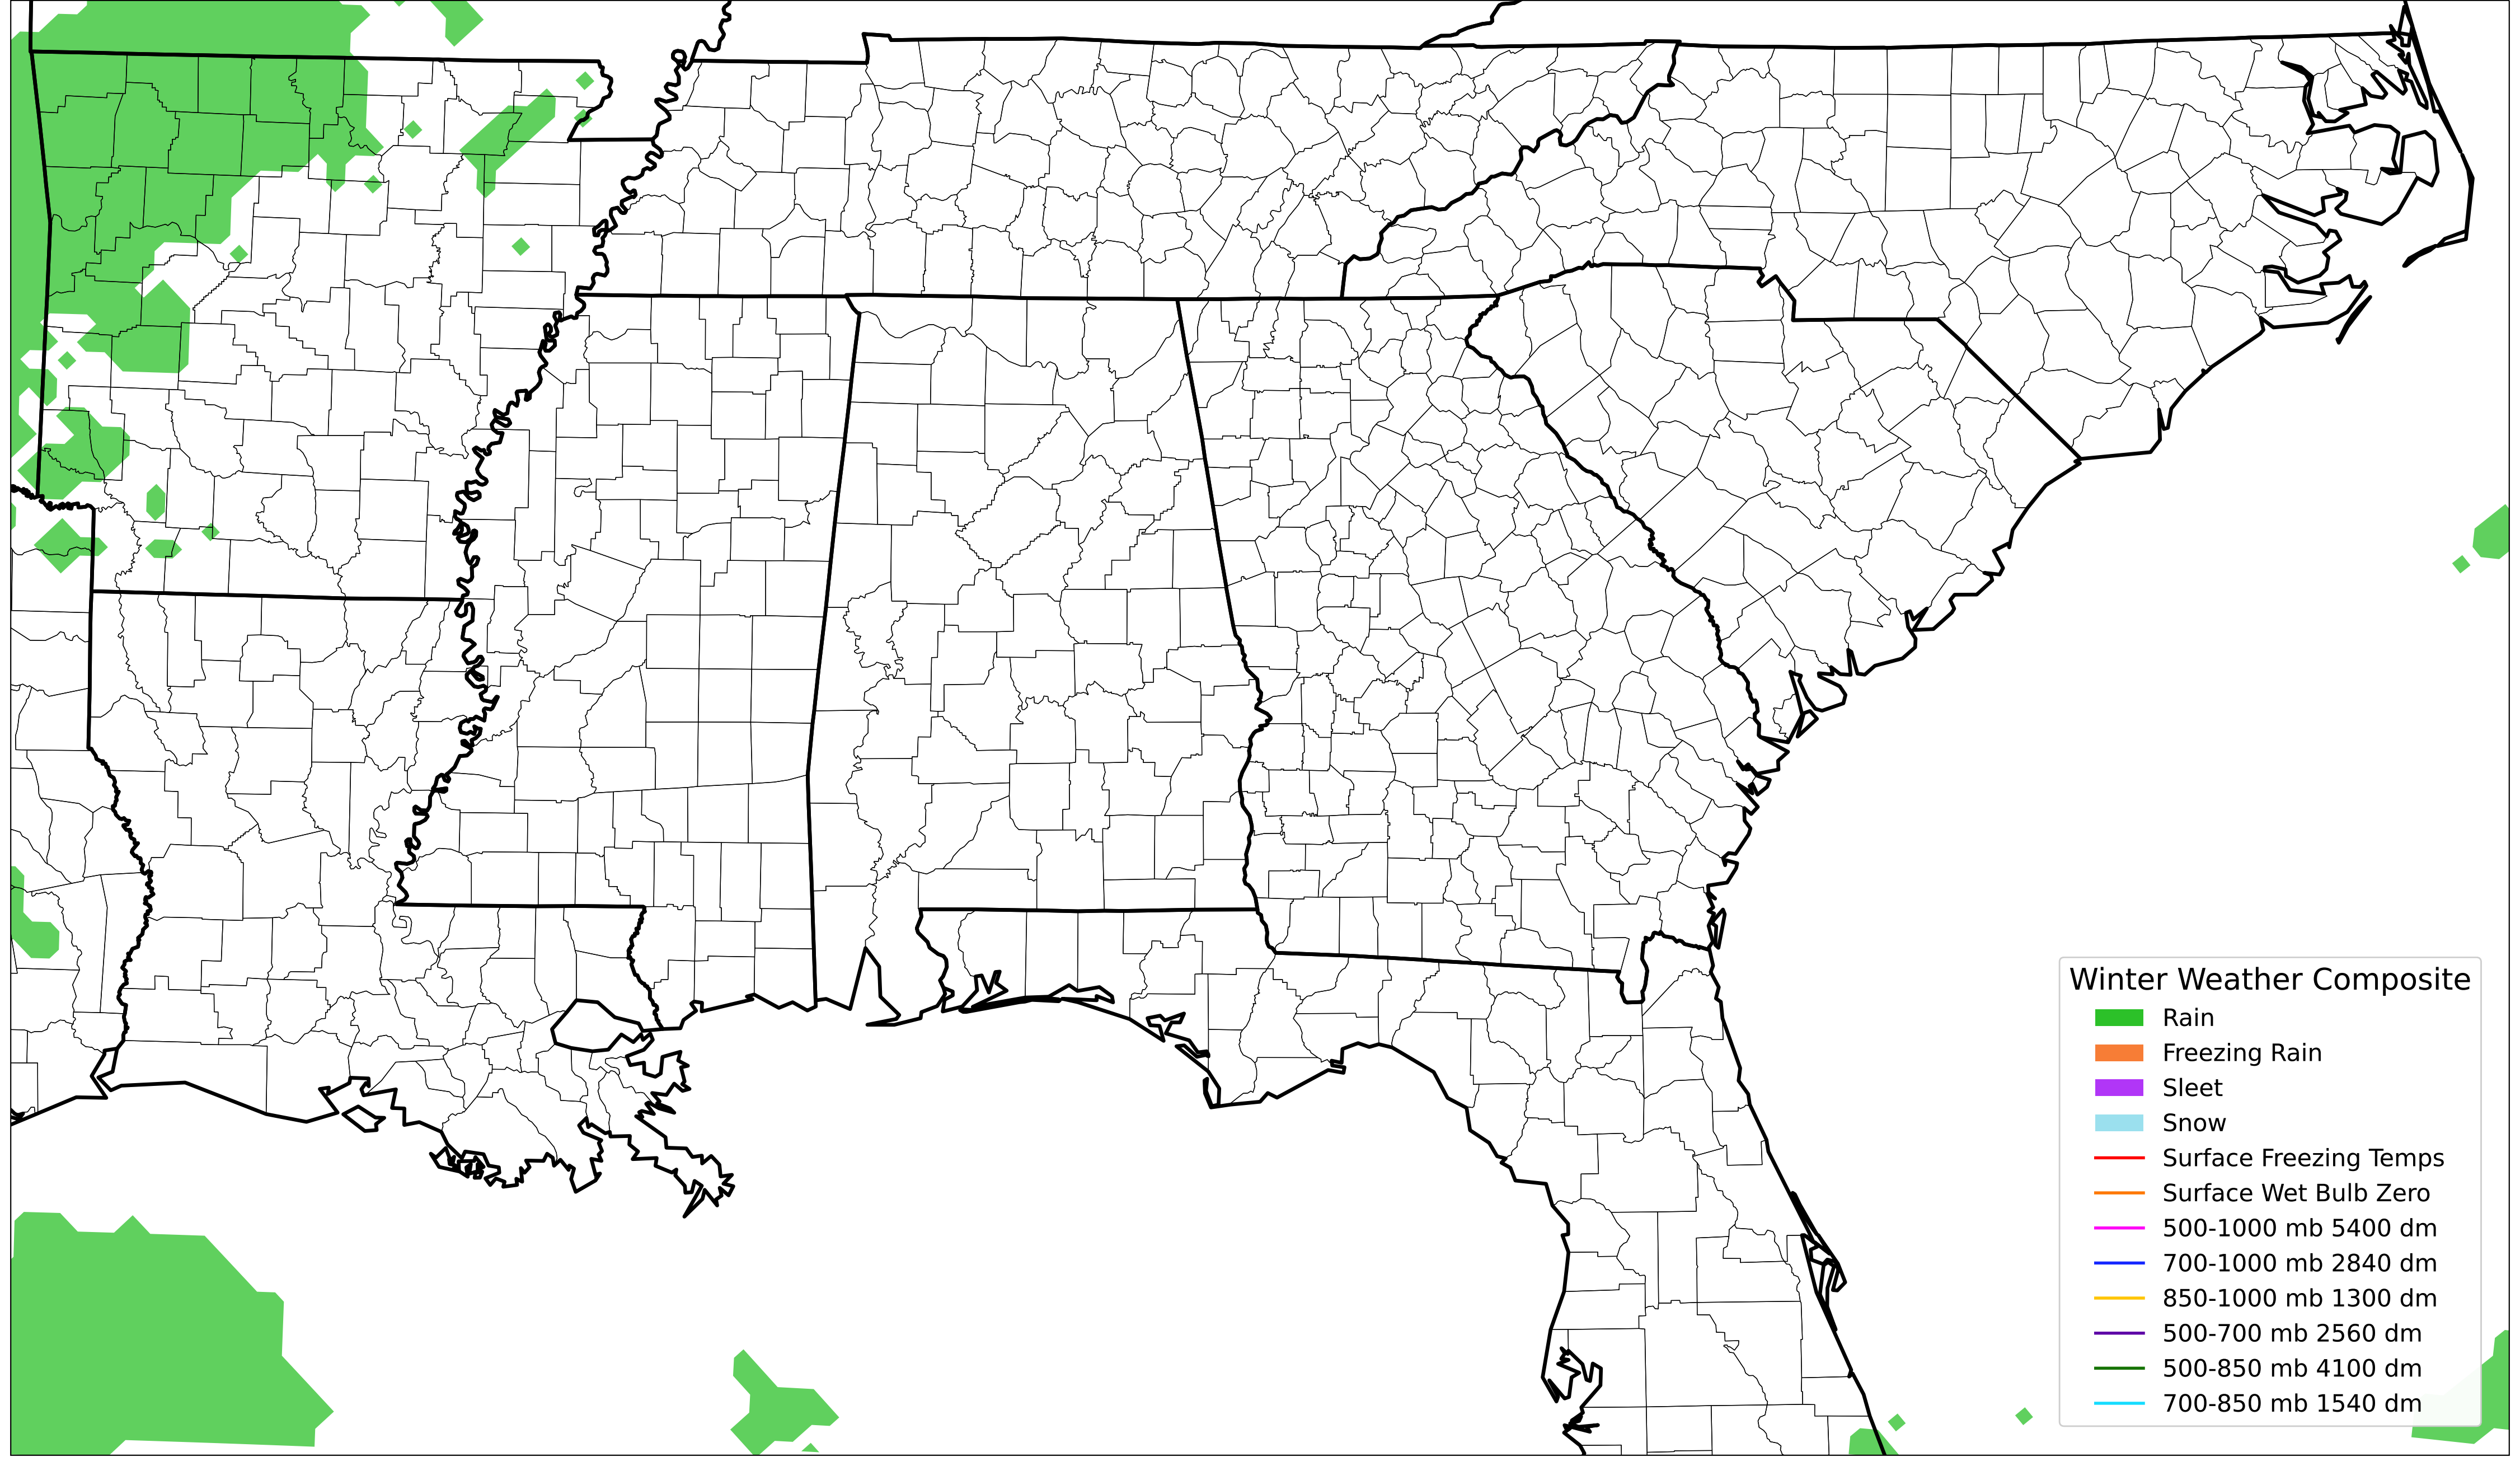 Winter Weather Composite
Rain
Freezing Rain
Sleet
Snow
Surface Freezing Temps
Surface Wet Bulb Zero
500-1000 mb 5400 dm
700-1000 mb 2840 dm
850-1000 mb 1300 dm
500-700 mb 2560 dm
500-850 mb 4100 dm
700-850 mb 1540 dm